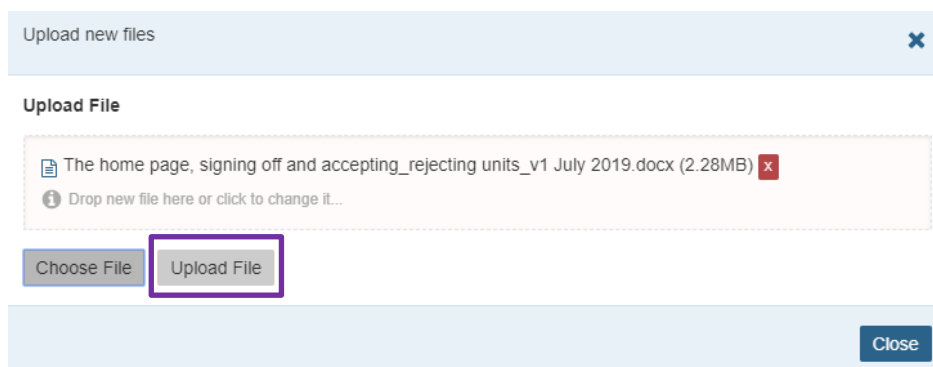 Upload new files
Upload File
The home page, signing off and accepting_rejecting units_v1 July 2019.docx (2.28MB) x
Drop new file here or click to change it...
Choose File Upload File
Close